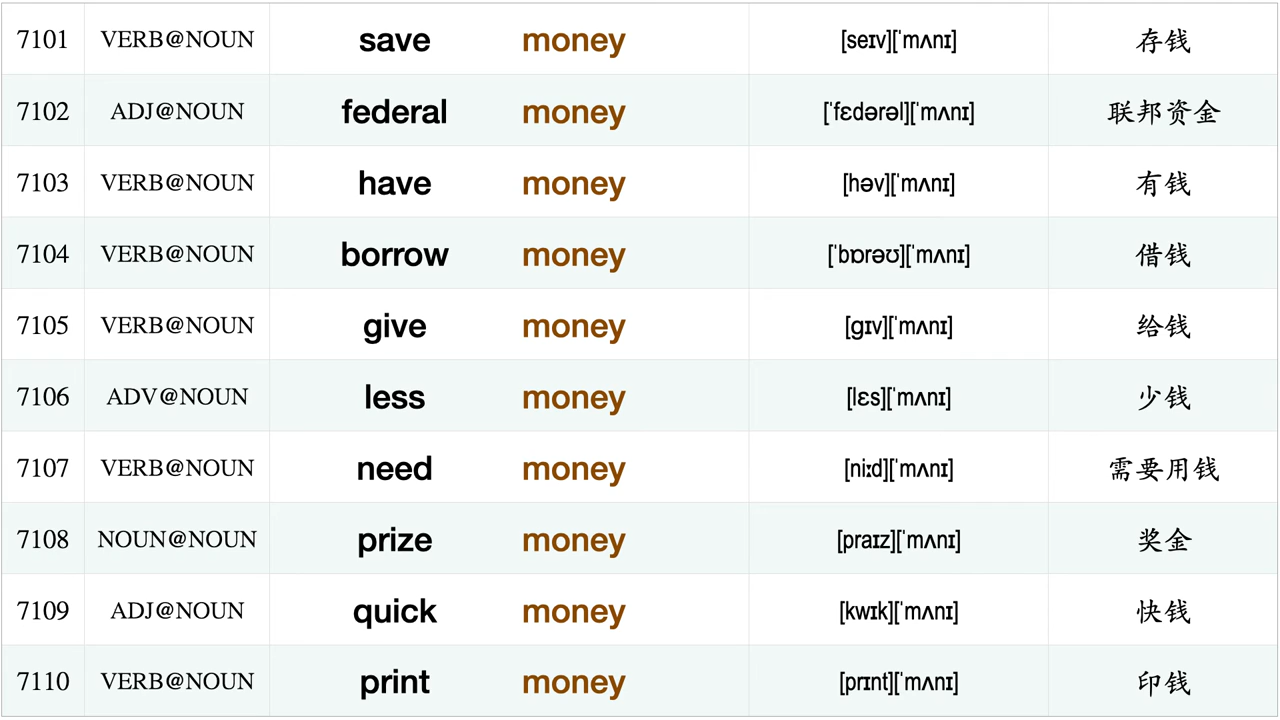 7101 VERB@NOUN save money [seɪv][ˈmʌnɪ] 存钱
7102 ADJ@NOUN federal money [ˈfɛdərəl][ˈmʌnɪ] 联邦资金
7103 VERB@NOUN have money [həv][ˈmʌnɪ] 有钱
7104 VERB@NOUN borrow money [ˈbɒrəʊ][ˈmʌnɪ] 借钱
7105 VERB@NOUN give money [gɪv][ˈmʌnɪ] 给钱
7106 ADV@NOUN less money [lɛs][ˈmʌnɪ] 少钱
7107 VERB@NOUN need money [niːd][ˈmʌnɪ] 需要用钱
7108 NOUN@NOUN prize money [praɪz][ˈmʌnɪ] 奖金
7109 ADJ@NOUN quick money [kwɪk][ˈmʌnɪ] 快钱
7110 VERB@NOUN print money [prɪnt][ˈmʌnɪ] 印钱